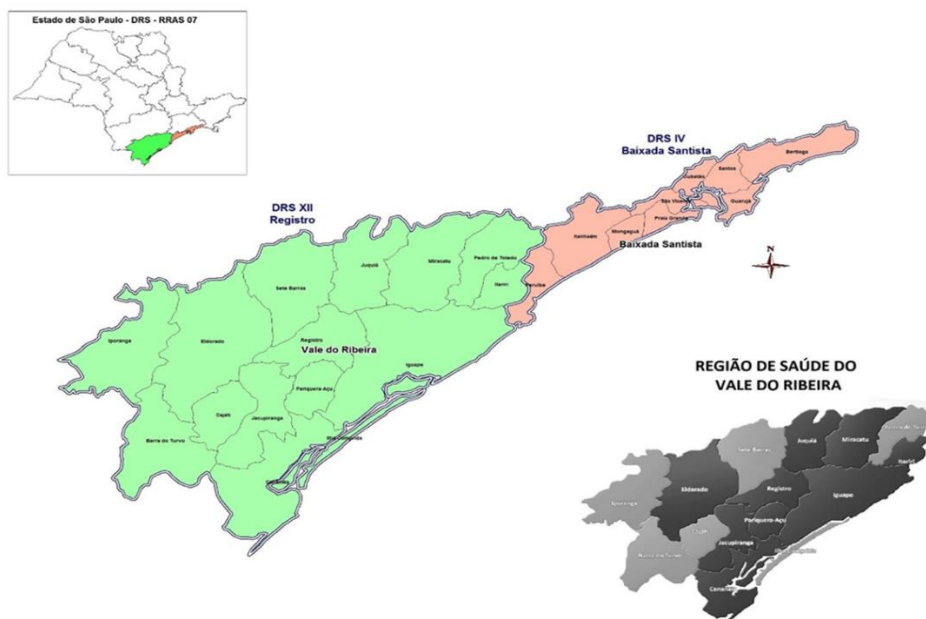 Estado de São Paulo - DRS - RRAS 07
DRS IV
Baixada Santista
Bertioga
Santos
Cubatão
Guarujá
São Vicente
Praia Grande
Mongaguá
Itanhaém
Baixada Santista
Peruíba
DRS XII
Registro
Pedro de Toledo
Miracatu
Juquiá
Itariri
Sete Barras
Iporanga
Eldorado
Registro
Vale do Ribeira
Iguape
Pariquera-Açu
Cajati
Jacupiranga
Barra do Turvo
Ilha Comprida
Cananéia
N
REGIÃO DE SAÚDE DO
VALE DO RIBEIRA
Juquiá
Miracatu
Sete Barras
Itariri
Eldorado
Registro
Iguape
Iporanga
Pariquera-Açu
Cajati
Jacupiranga
Barra do Turvo